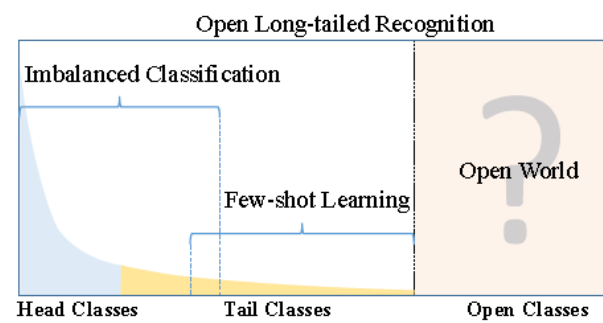 Open Long-tailed Recognition
Imbalanced Classification
?
Open World
Few-shot Learning
Head Classes
Tail Classes
Open Classes